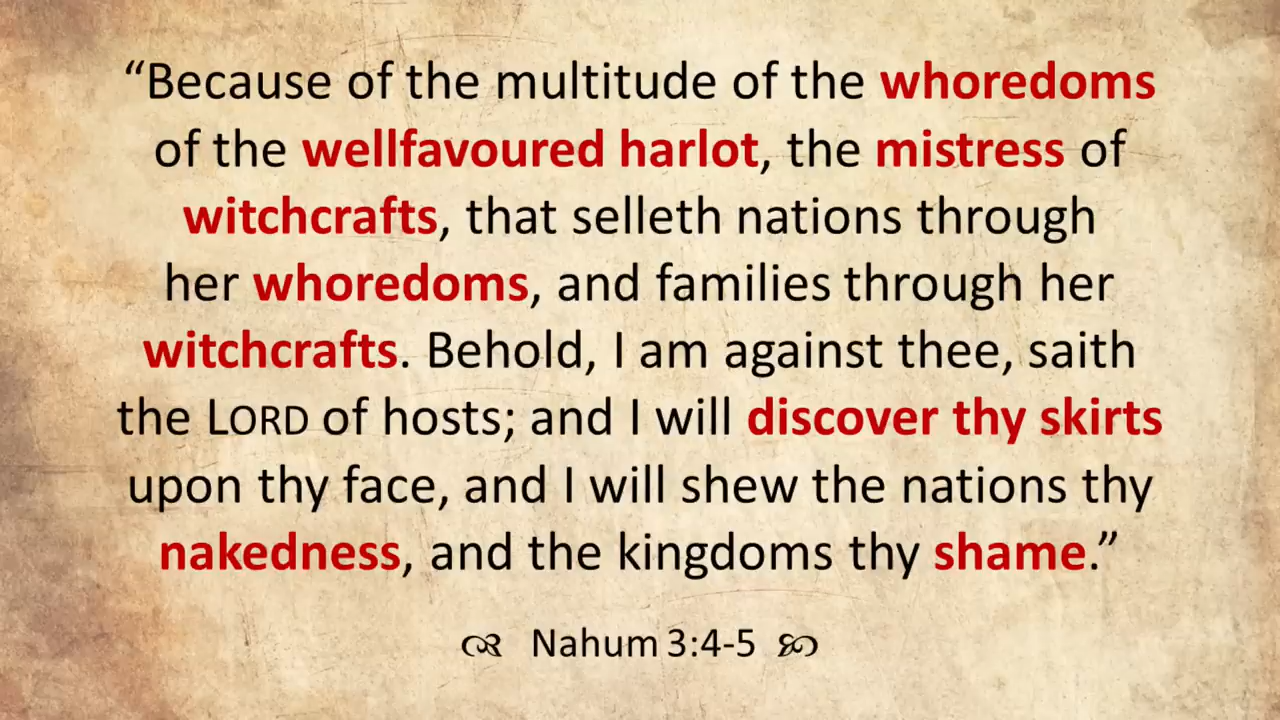 “Because of the multitude of the whoredoms
of the wellfavoured harlot, the mistress of
witchcrafts, that selleth nations through
her whoredoms, and families through her
witchcrafts. Behold, I am against thee, saith
the LORD of hosts; and I will discover thy skirts
upon thy face, and I will shew the nations thy
nakedness, and the kingdoms thy shame.”
Nahum 3:4-5